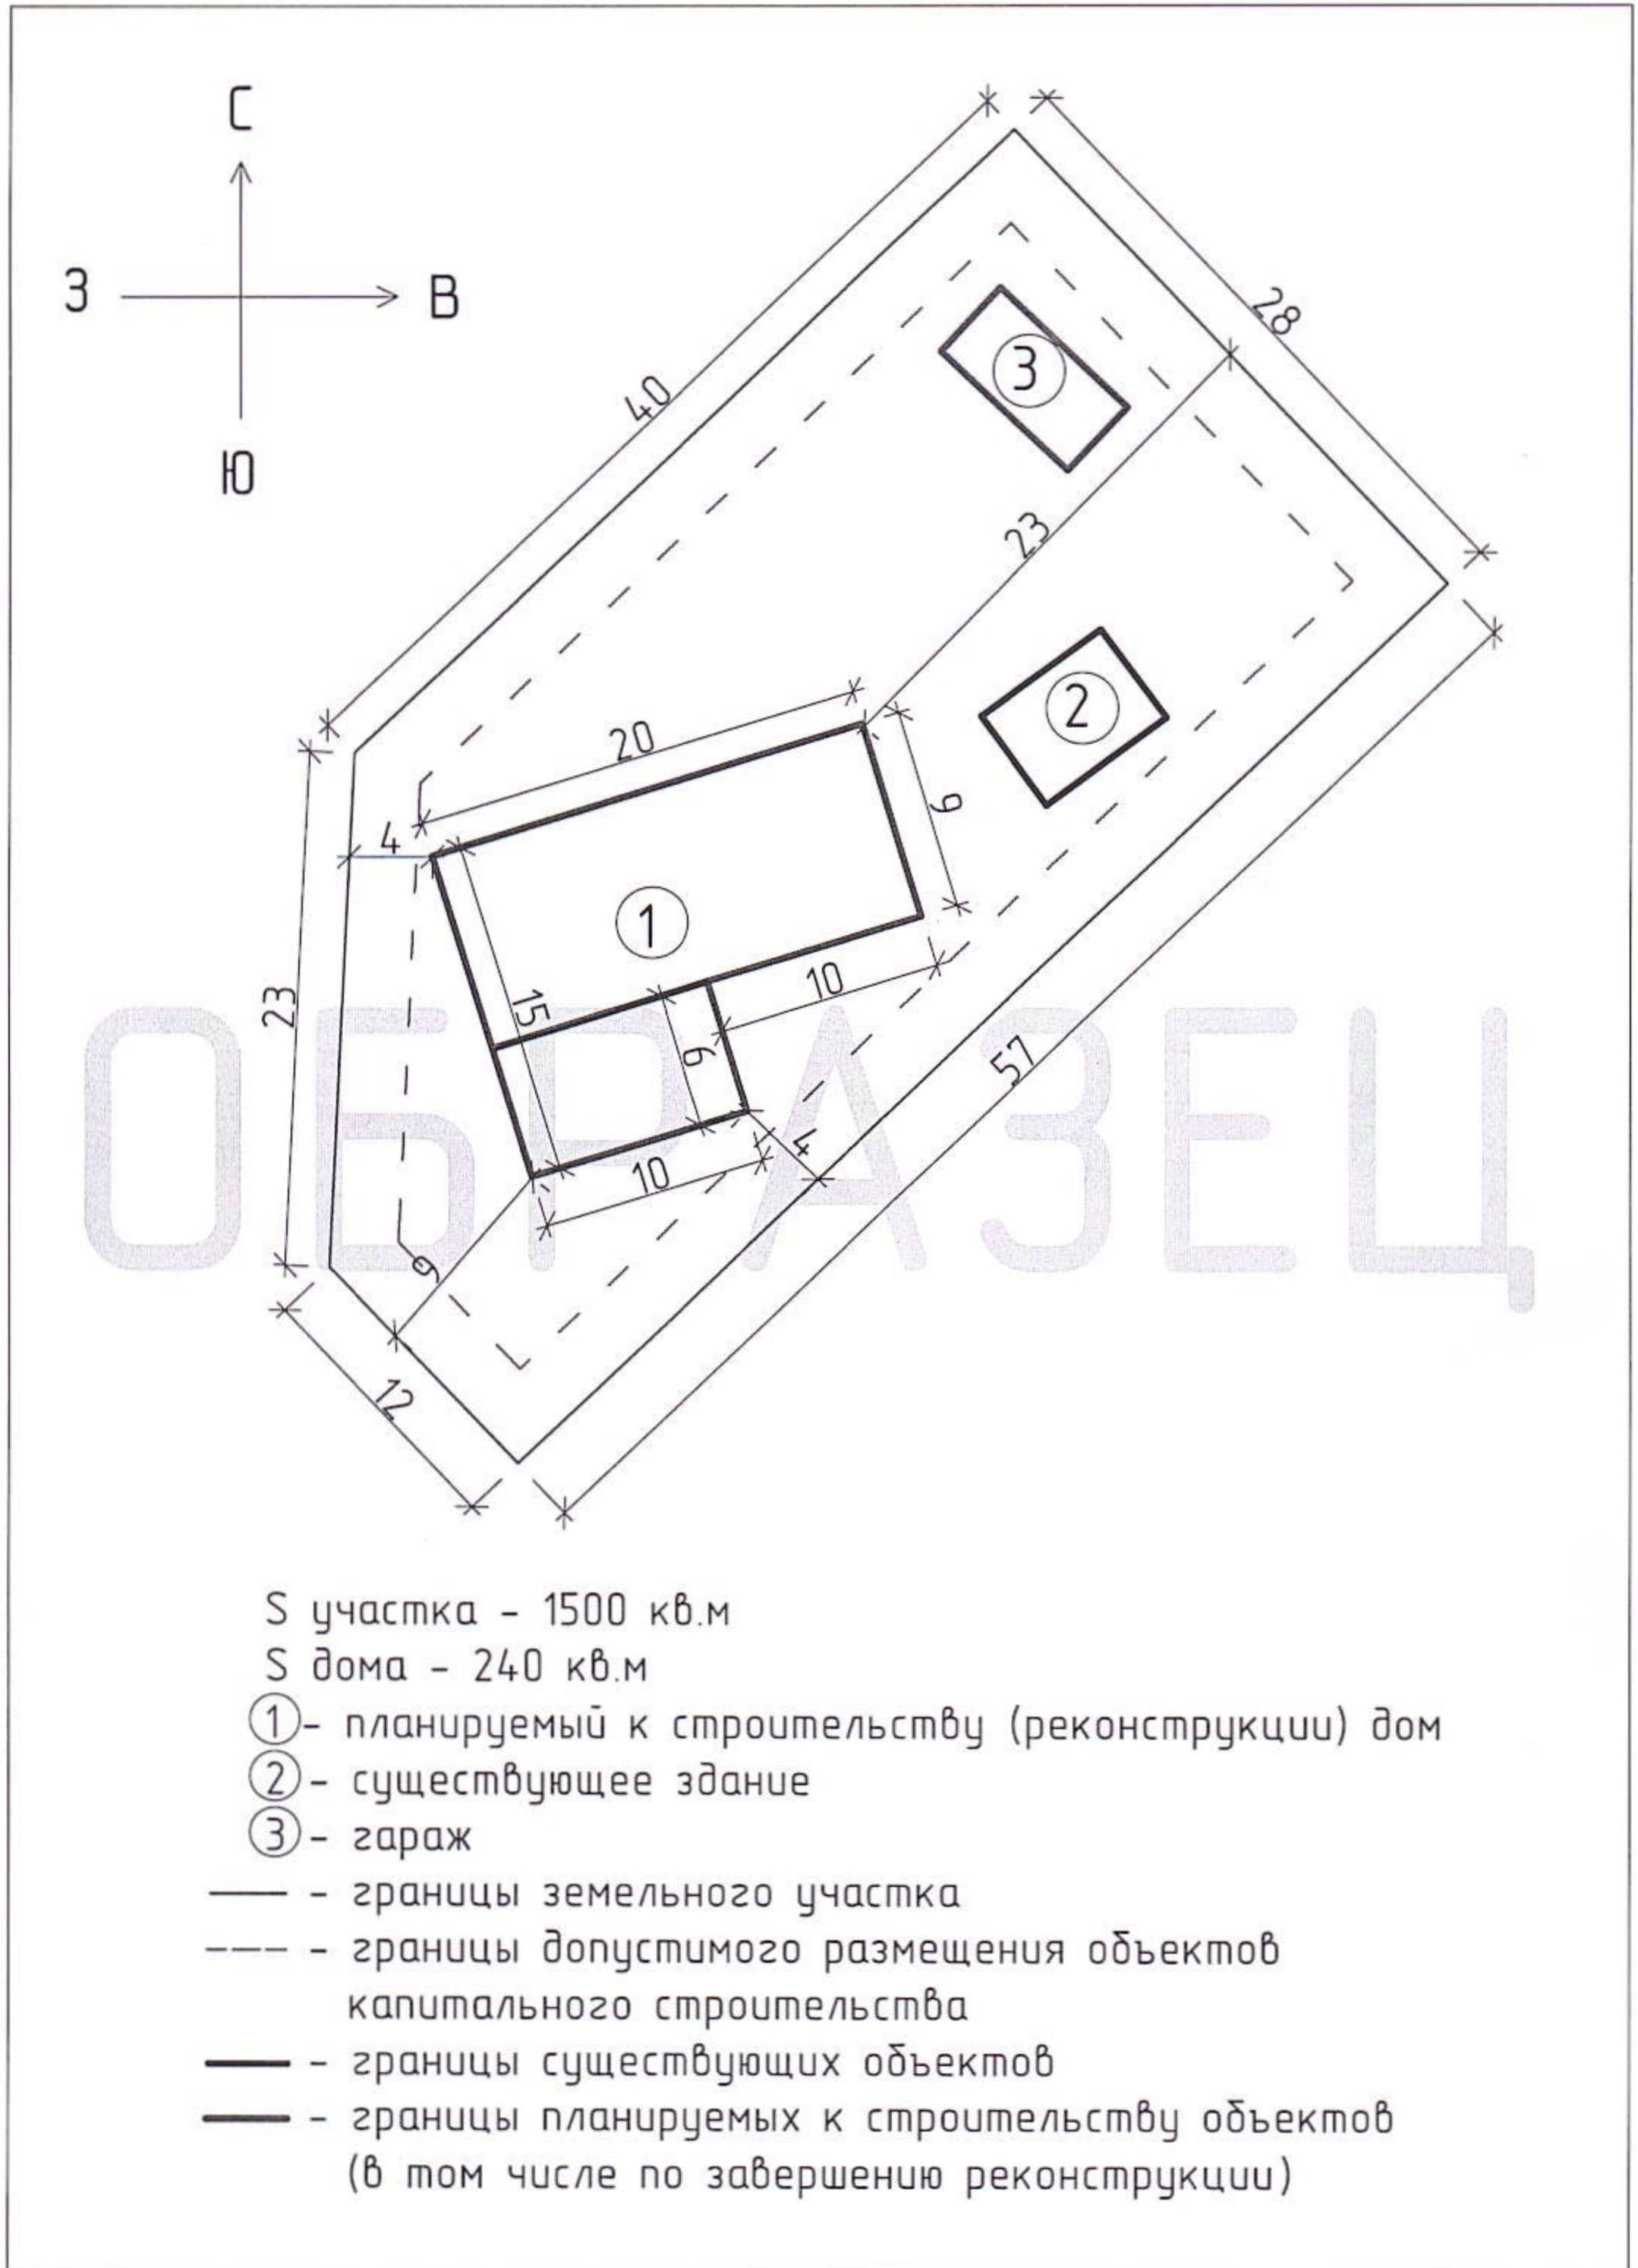 С
З
В
Ю
40
28
③
23
②
20
9
4
①
23
15
10
6
57
4
10
9
12
ОБРАЗЕЦ
S участка - 1500 кв.м
S дома - 240 кв.м
①- планируемый к строительству (реконструкции) дом
②- существующее здание
③- гараж
- границы земельного участка
- границы допустимого размещения объектов
капитального строительства
- границы существующих объектов
- границы планируемых к строительству объектов
(в том числе по завершению реконструкции)